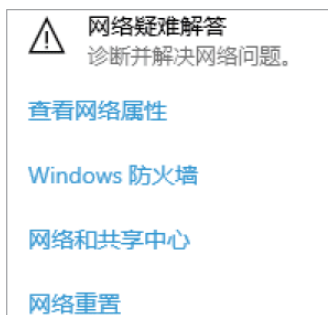 网络疑难解答
诊断并解决网络问题。
查看网络属性
Windows 防火墙
网络和共享中心
网络重置